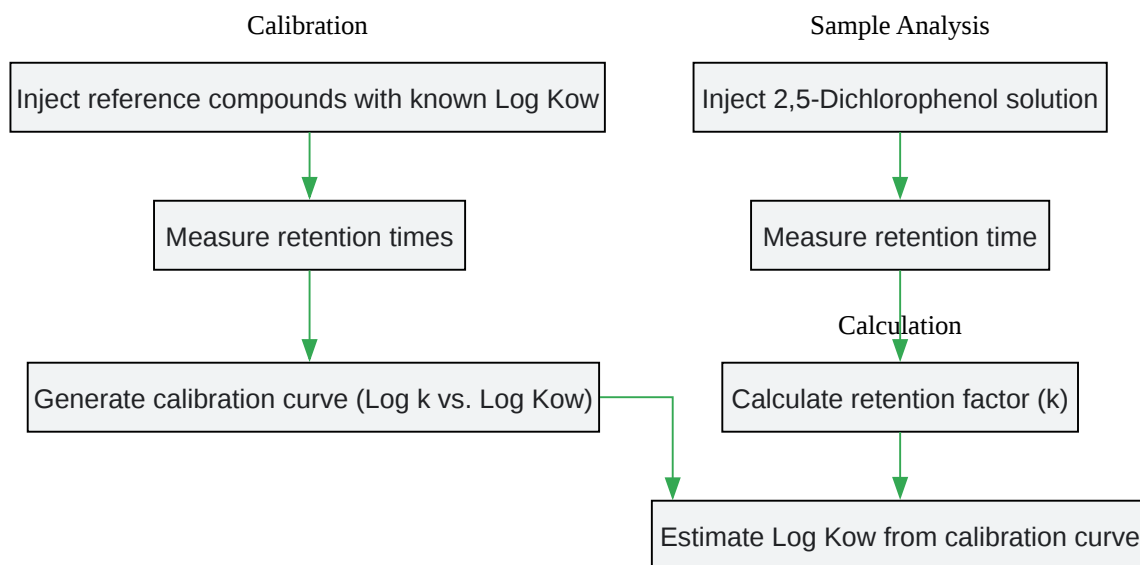 Calibration
Inject reference compounds with known Log Kow
Measure retention times
Generate calibration curve (Log k vs. Log Kow)
Sample Analysis
Inject 2,5-Dichlorophenol solution
Measure retention time
Calculation
Calculate retention factor (k)
Estimate Log Kow from calibration curve